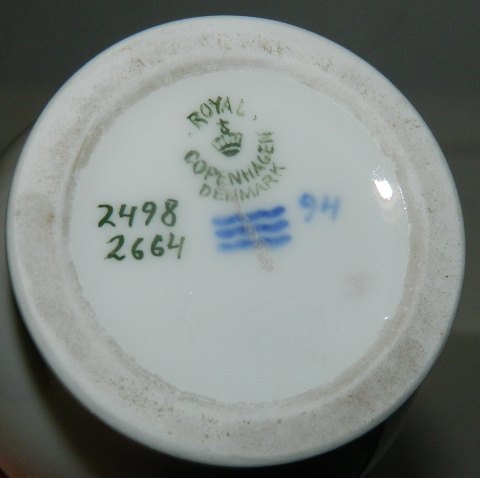 ROYAL
COPENHAGEN
DENMARK
2498
2664
94